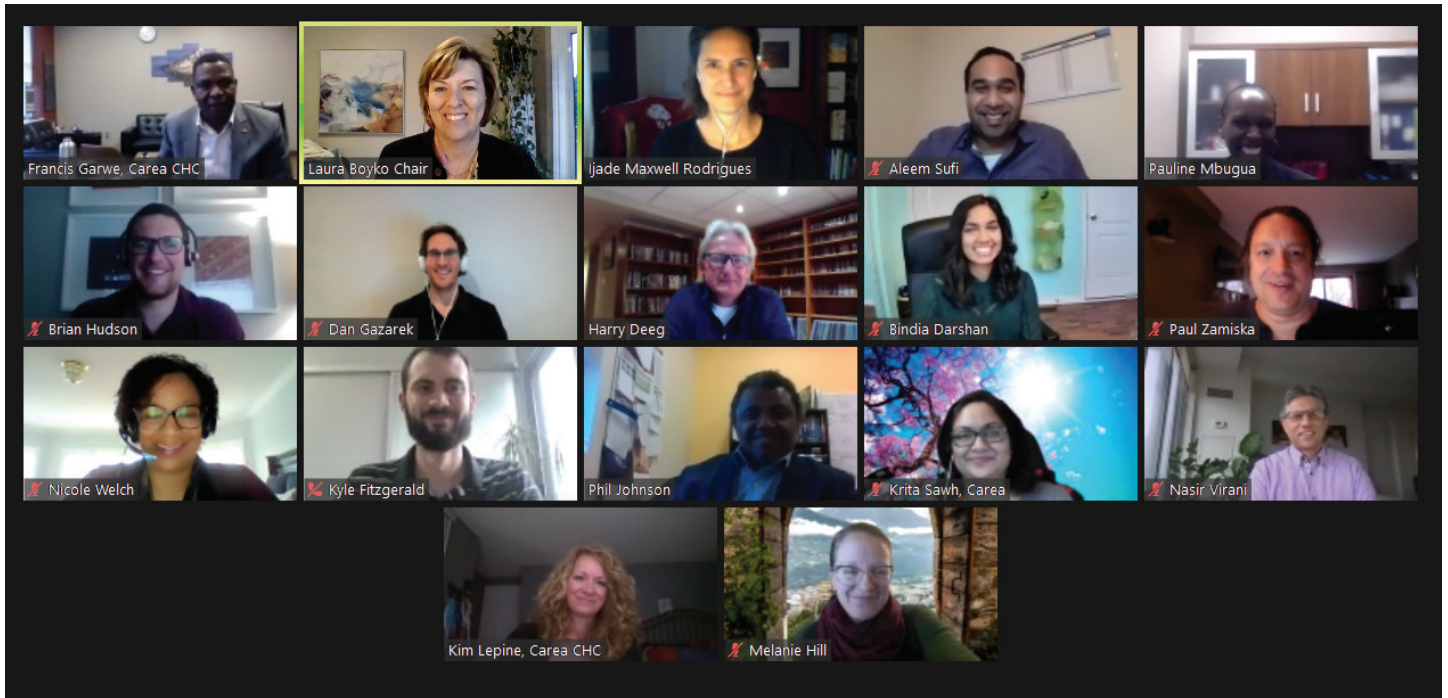 Francis Garwe, Carea CHC
Laura Boyko Chair
Ijade Maxwell Rodrigues
Aleem Sufi
Pauline Mbugua
Brian Hudson
Dan Gazarek
Harry Deeg
Bindia Darshan
Paul Zamiska
Nicole Welch
Kyle Fitzgerald
Phil Johnson
Krita Sawh, Carea
Nasir Virani
Kim Lepine, Carea CHC
Melanie Hill